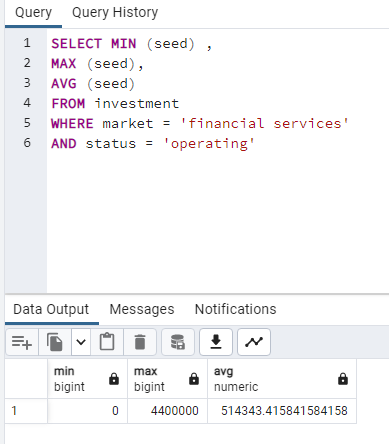 Query Query History
1 SELECT MIN (seed) ,
2 MAX (seed),
3 AVG (seed)
4 FROM investment
5 WHERE market = 'financial services'
6 AND status = 'operating'
Data Output Messages Notifications
min max avg
bigint bigint numeric
1 0 4400000 514343.415841584158